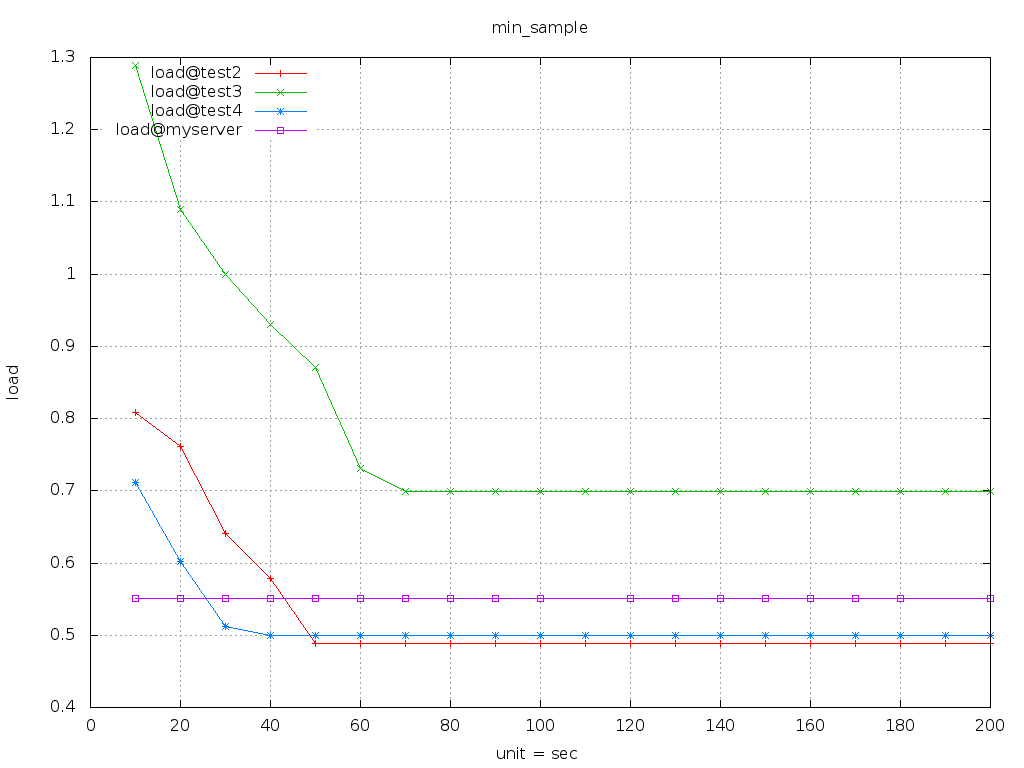 min_sample
1.3
1.2
1.1
1
0.9
0.8
0.7
0.6
0.5
0.4
load
load@test2
load@test3
load@test4
load@myserver
0 20 40 60 80 100 120 140 160 180 200
unit = sec